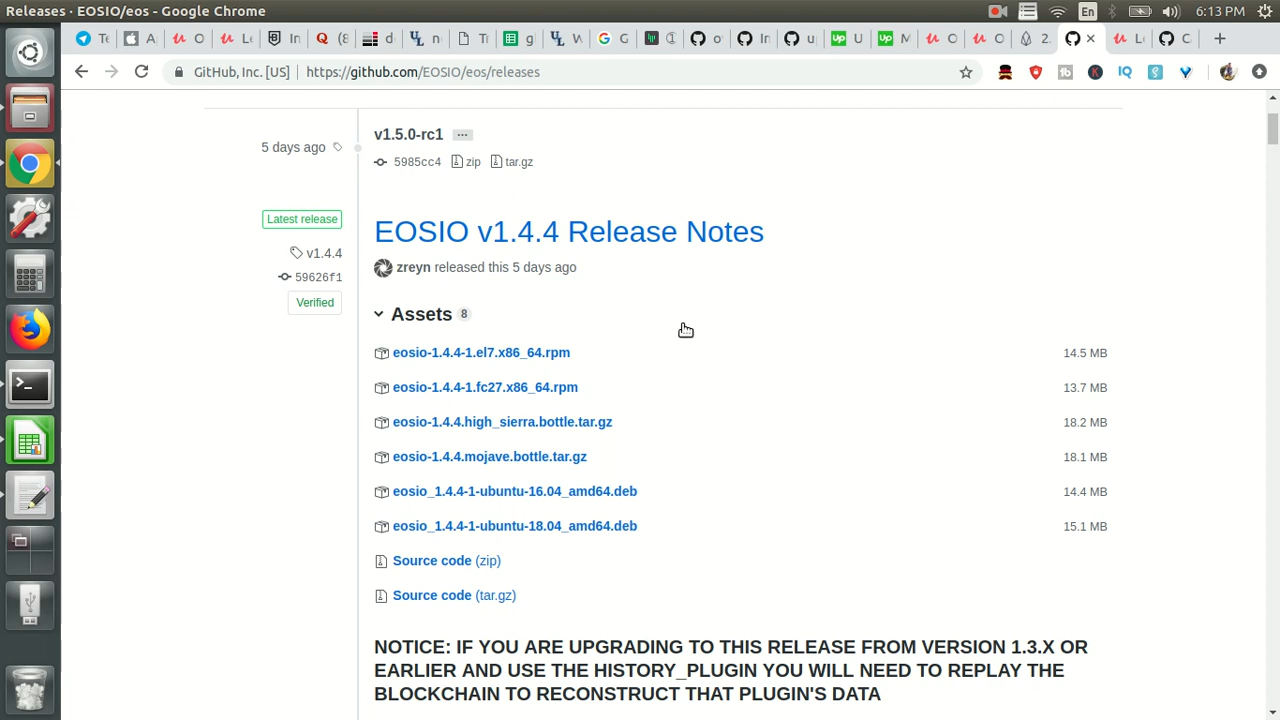 Releases · EOSIO/eos - Google Chrome
En
6:13 PM
GitHub, Inc. [US]
https://github.com/EOSIO/eos/releases
IQ
5 days ago
v1.5.0-rc1
5985cc4 zip tar.gz
Latest release
v1.4.4
59626f1
Verified
EOSIO v1.4.4 Release Notes
zreyn released this 5 days ago
Assets 8
eosio-1.4.4-1.el7.x86_64.rpm 14.5 MB
eosio-1.4.4-1.fc27.x86_64.rpm 13.7 MB
eosio-1.4.4.high_sierra.bottle.tar.gz 18.2 MB
eosio-1.4.4.mojave.bottle.tar.gz 18.1 MB
eosio_1.4.4-1-ubuntu-16.04_amd64.deb 14.4 MB
eosio_1.4.4-1-ubuntu-18.04_amd64.deb 15.1 MB
Source code (zip)
Source code (tar.gz)
NOTICE: IF YOU ARE UPGRADING TO THIS RELEASE FROM VERSION 1.3.X OR
EARLIER AND USE THE HISTORY_PLUGIN YOU WILL NEED TO REPLAY THE
BLOCKCHAIN TO RECONSTRUCT THAT PLUGIN'S DATA